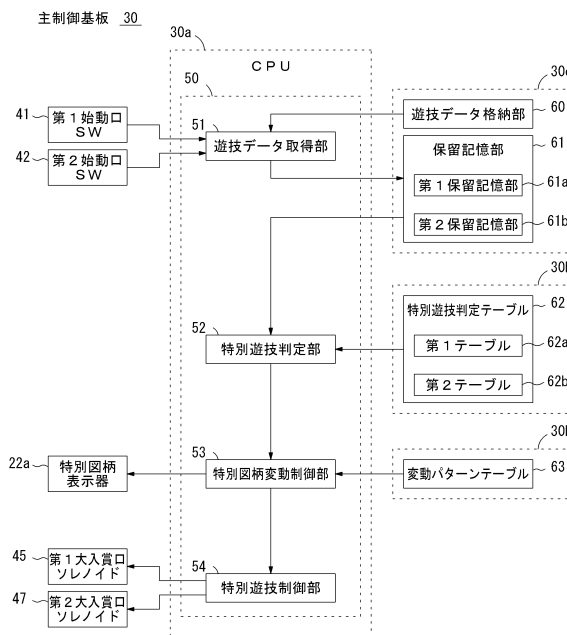 主制御基板 30
30a
CPU
50
41
第１始動口
SW
42
第２始動口
SW
51
遊技データ取得部
遊技データ格納部
60
保留記憶部
61
第１保留記憶部
61a
第２保留記憶部
61b
52
特別遊技判定部
特別遊技判定テーブル
62
第１テーブル
62a
第２テーブル
62b
22a
特別図柄
表示器
53
特別図柄変動制御部
変動パターンテーブル
63
45
第１大入賞口
ソレノイド
47
第２大入賞口
ソレノイド
54
特別遊技制御部